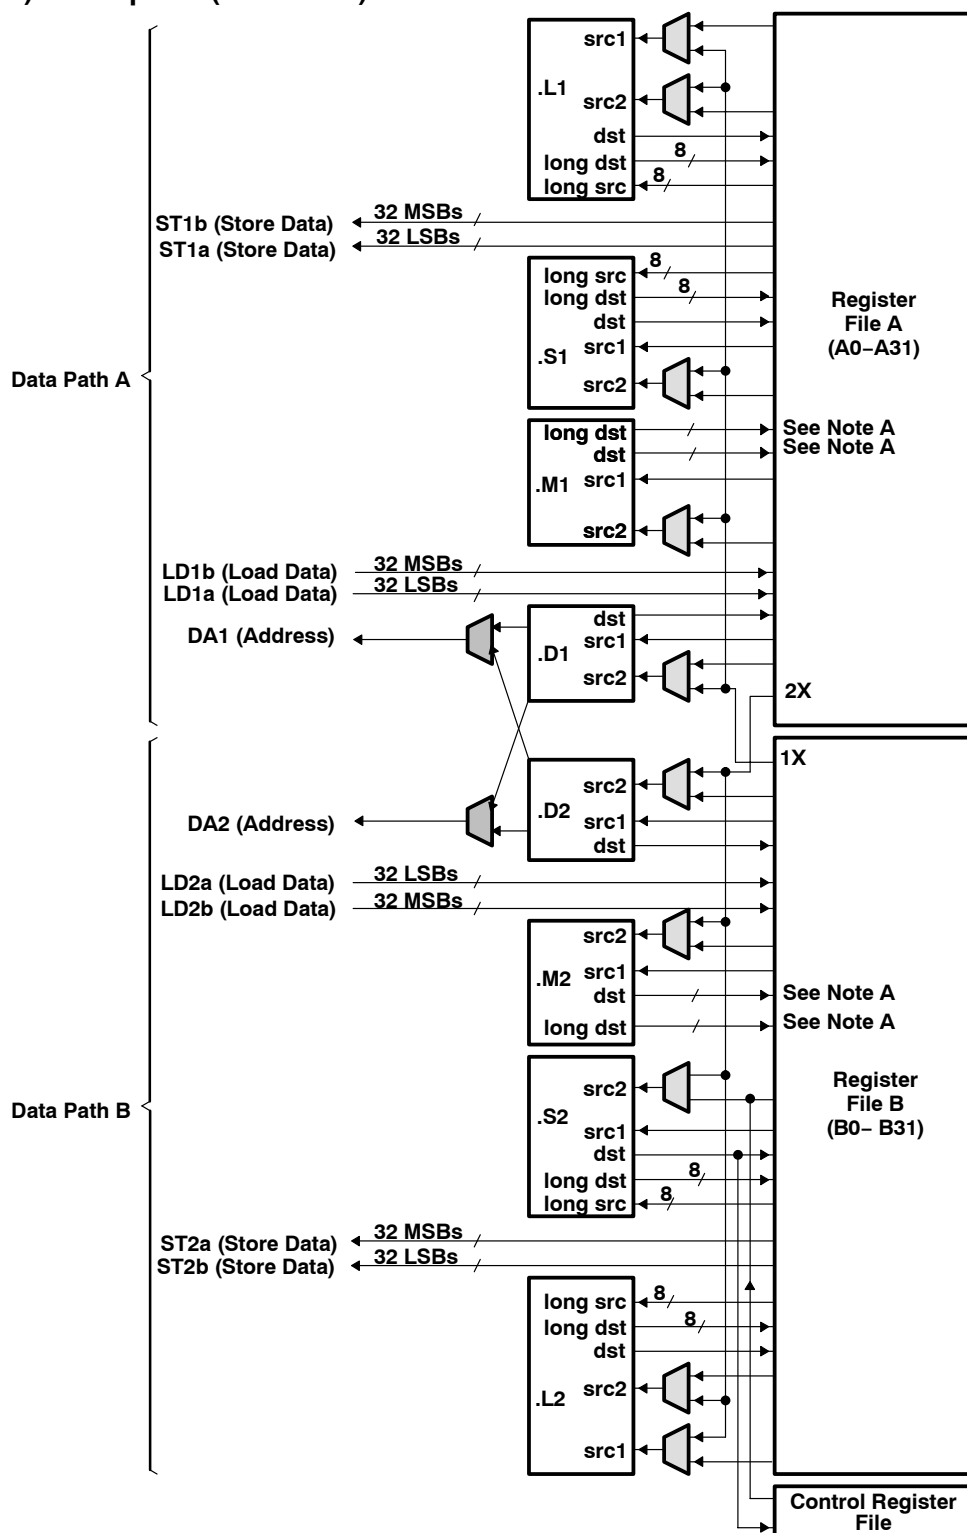 src1
.L1
src2
dst
long dst 8
long src 8
ST1b (Store Data) 32 MSBs
ST1a (Store Data) 32 LSBs
long src 8
long dst 8
dst
.S1 src1
src2
Register
File A
(A0–A31)
Data Path A
long dst See Note A
dst See Note A
.M1 src1
src2
LD1b (Load Data) 32 MSBs
LD1a (Load Data) 32 LSBs
dst
DA1 (Address)
src1
.D1
src2
2X
1X
src2
.D2
src1
DA2 (Address)
dst
LD2a (Load Data) 32 LSBs
LD2b (Load Data) 32 MSBs
src2
src1
.M2
dst See Note A
long dst See Note A
src2
Register
File B
(B0– B31)
Data Path B
.S2
src1
dst
long dst 8
long src 8
ST2a (Store Data) 32 MSBs
ST2b (Store Data) 32 LSBs
long src 8
long dst 8
dst
src2
.L2
src1
Control Register
File